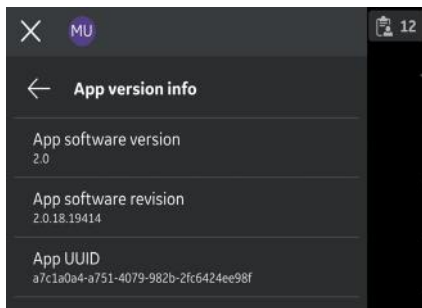 MU
12
App version info
App software version
2.0
App software revision
2.0.18.19414
App UUID
a7c1a0a4-a751-4079-982b-2fc6424ee98f